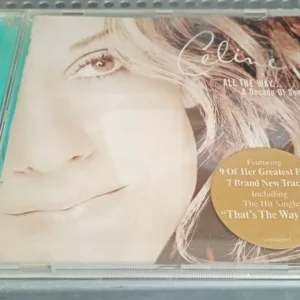 Celine
ALL THE WAY...
A Decade Of
Featuring
9 Of Her Greatest
7 Brand New
Including
The Hit Single
"That's The Way